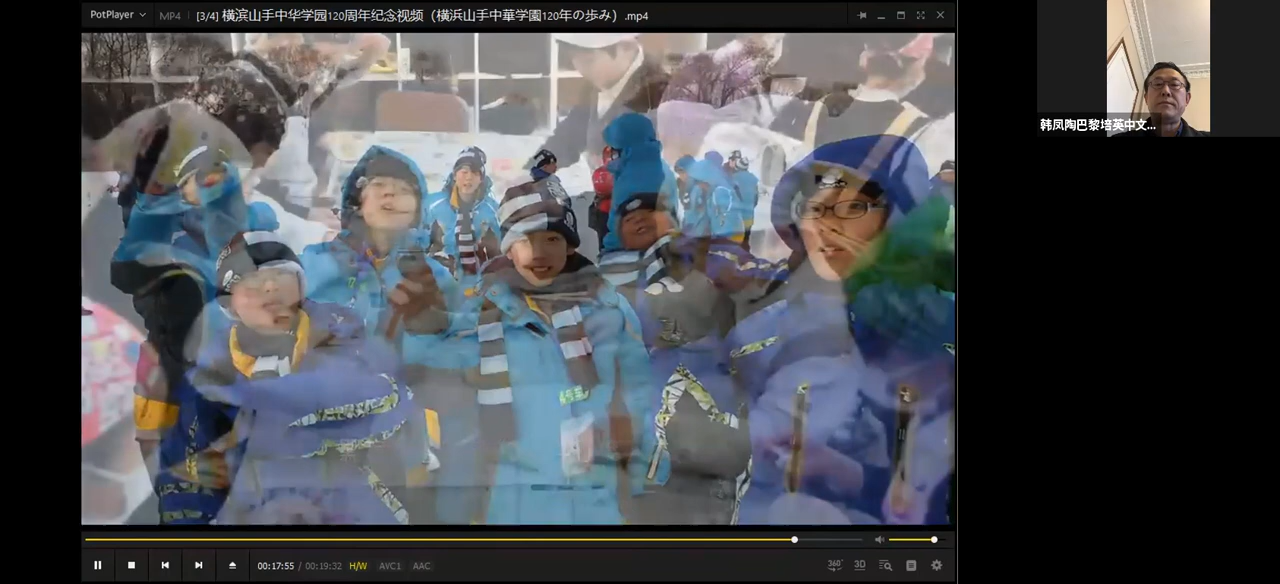 PotPlayer
MP4
[3/4] 横滨山手中华学园120周年纪念视频（横浜山手中華学園120年の歩み）.mp4
韩凤陶巴黎培英中文...
00:17:55 / 00:19:32 H/W AVC1 AAC
360°
3D